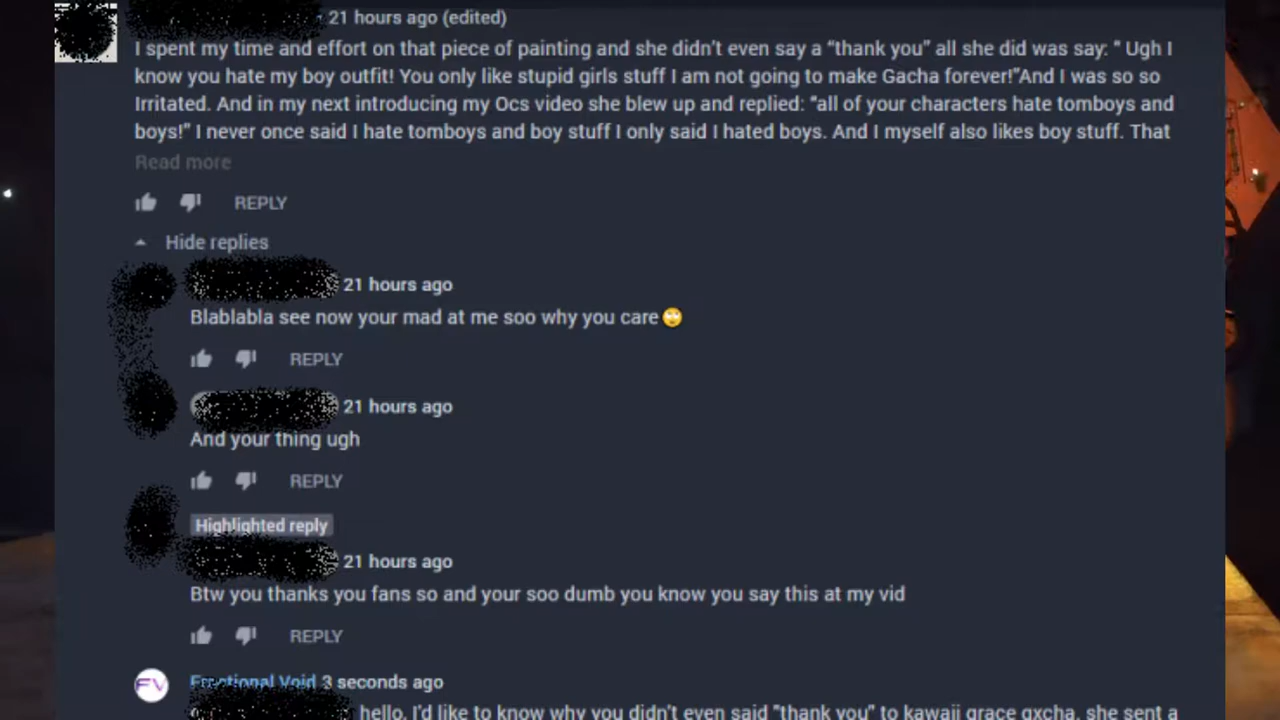 21 hours ago (edited)
I spent my time and effort on that piece of painting and she didn't even say a “thank you” all she did was say: “ Ugh I
know you hate my boy outfit! You only like stupid girls stuff I am not going to make Gacha forever!”And I was so so
Irritated. And in my next introducing my Ocs video she blew up and replied: “all of your characters hate tomboys and
boys!” I never once said I hate tomboys and boy stuff I only said I hated boys. And I myself also likes boy stuff. That
Read more
REPLY
Hide replies
21 hours ago
Blablabla see now your mad at me soo why you care🙄
REPLY
21 hours ago
And your thing ugh
REPLY
Highlighted reply
21 hours ago
Btw you thanks you fans so and your soo dumb you know you say this at my vid
REPLY
FV
Fractional Void 3 seconds ago
hello, I'd like to know why you didn't even said "thank you" to kawaii grace gxcha, she sent a